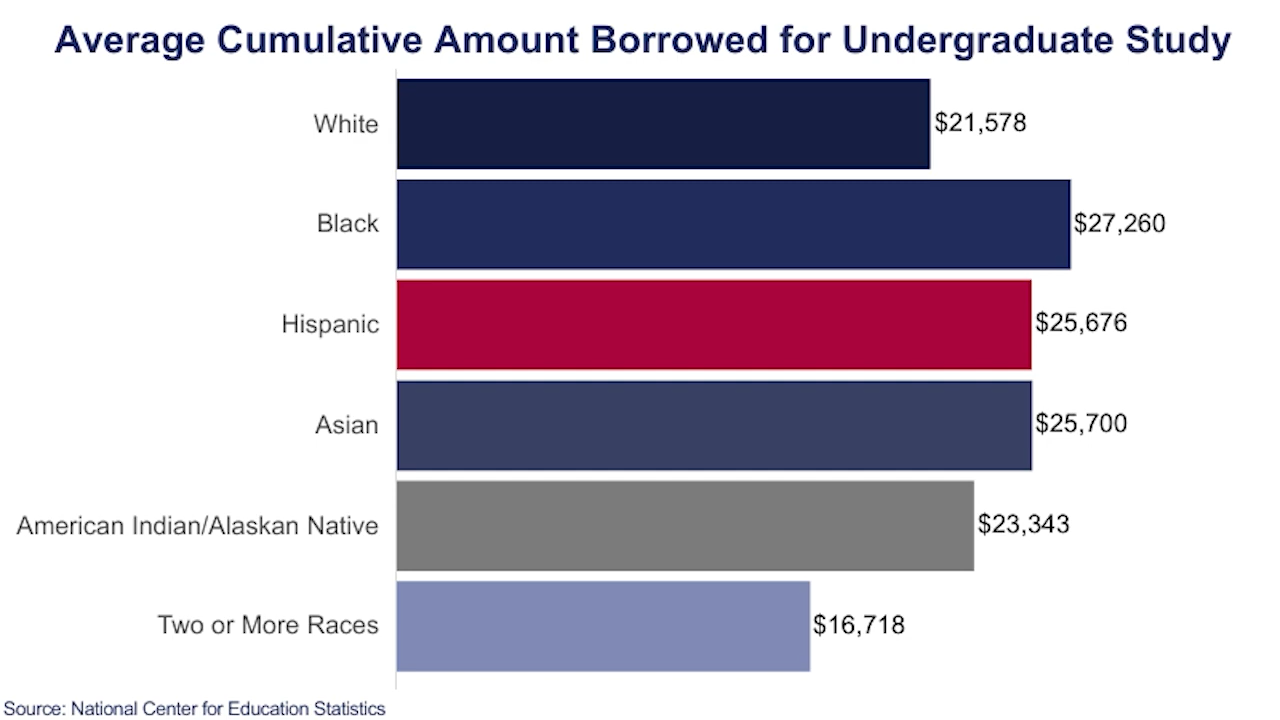 Average Cumulative Amount Borrowed for Undergraduate Study
White
$21,578
Black
$27,260
Hispanic
$25,676
Asian
$25,700
American Indian/Alaskan Native
$23,343
Two or More Races
$16,718
Source: National Center for Education Statistics